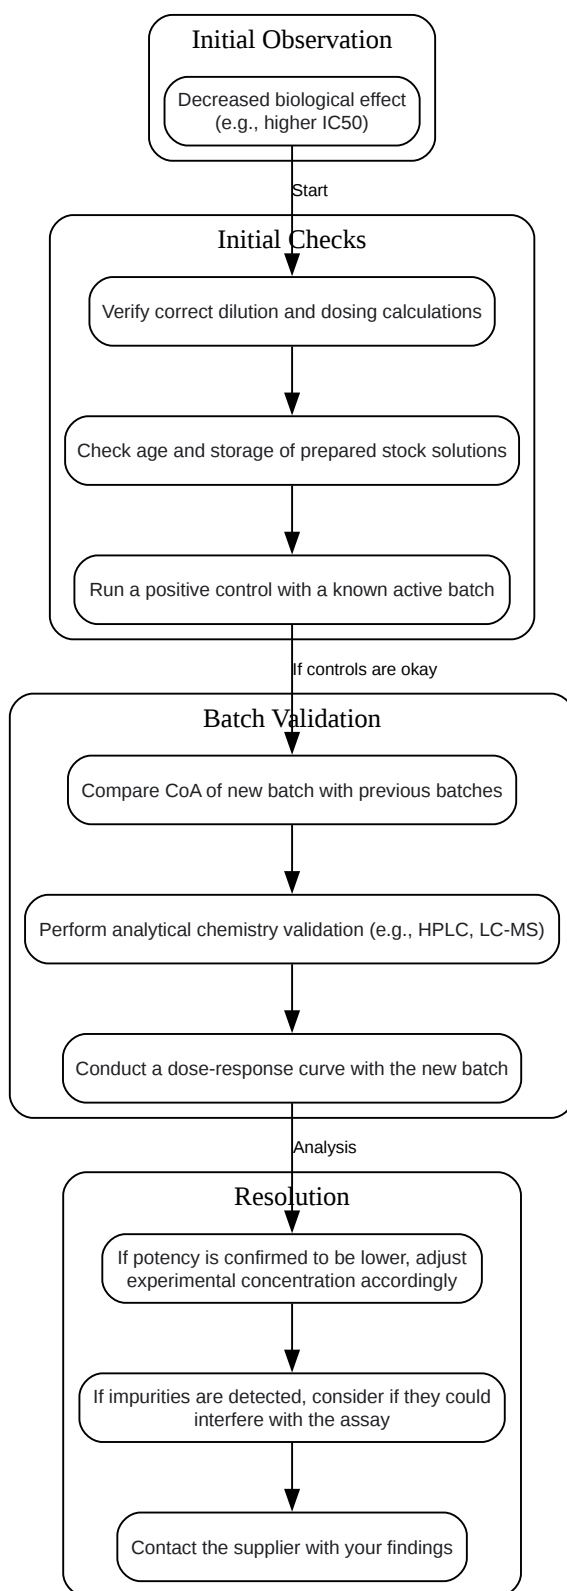 Initial Observation
Decreased biological effect
(e.g., higher IC50)
Start
Initial Checks
Verify correct dilution and dosing calculations
Check age and storage of prepared stock solutions
Run a positive control with a known active batch
If controls are okay
Batch Validation
Compare CoA of new batch with previous batches
Perform analytical chemistry validation (e.g., HPLC, LC-MS)
Conduct a dose-response curve with the new batch
Analysis
Resolution
If potency is confirmed to be lower, adjust
experimental concentration accordingly
If impurities are detected, consider if they could
interfere with the assay
Contact the supplier with your findings